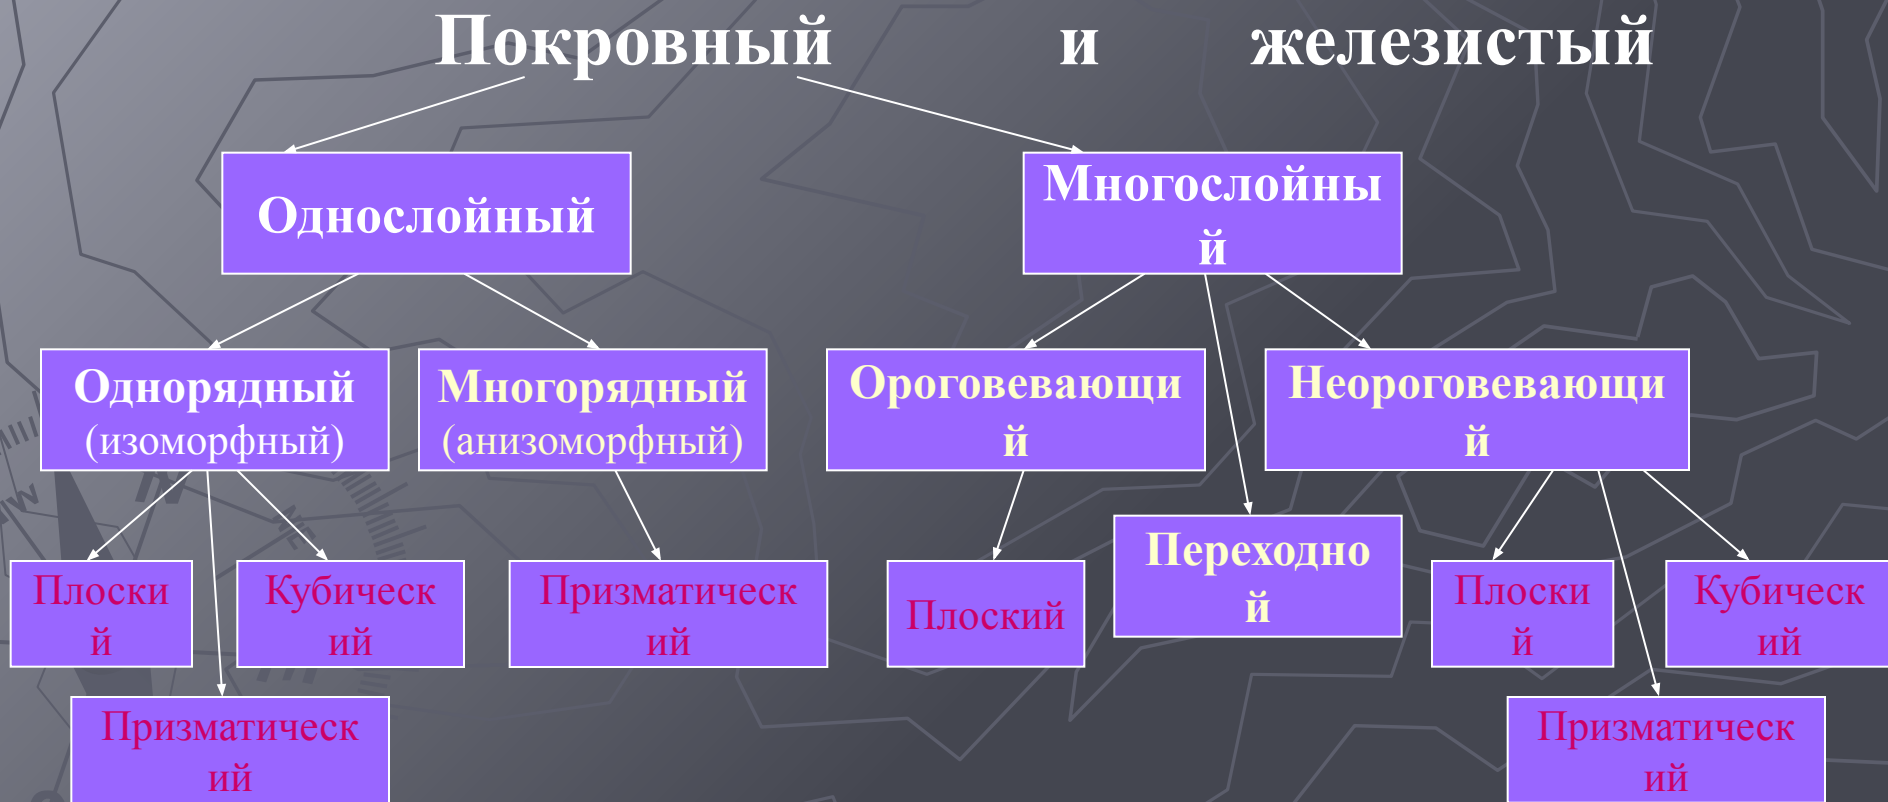 Покровный и железистый
Однослойный
Многослойны
й
Однорядный
(изоморфный)
Многорядный
(анизоморфный)
Ороговевающи
й
Неороговевающи
й
Переходно
й
Плоски
й
Кубическ
ий
Призматическ
ий
Плоский
Плоски
й
Кубическ
ий
Призматическ
ий
Призматическ
ий